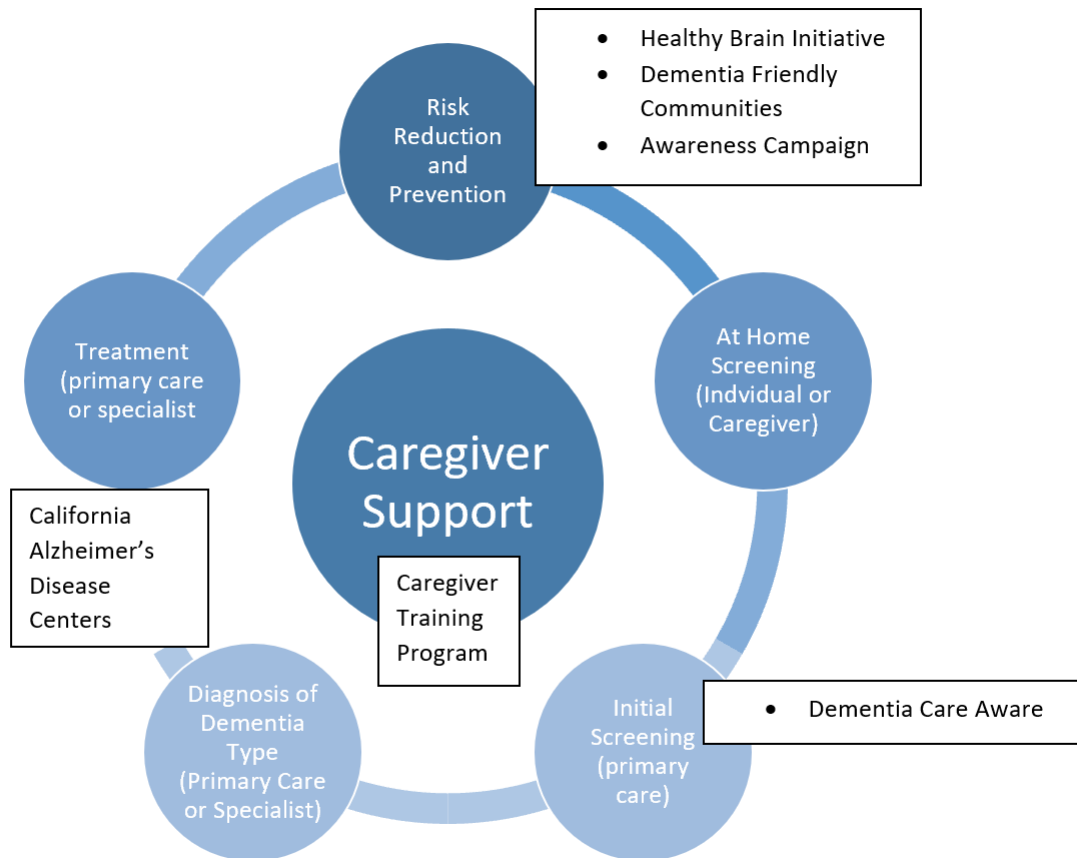 Risk
Reduction
and
Prevention
• Healthy Brain Initiative
• Dementia Friendly
Communities
• Awareness Campaign
At Home
Screening
(Indvidual or
Caregiver)
Initial
Screening
(primary
care)
• Dementia Care Aware
Diagnosis of
Dementia
Type
(Primary Care
or Specialist)
Treatment
(primary care
or specialist
California
Alzheimer’s
Disease
Centers
Caregiver
Support
Caregiver
Training
Program